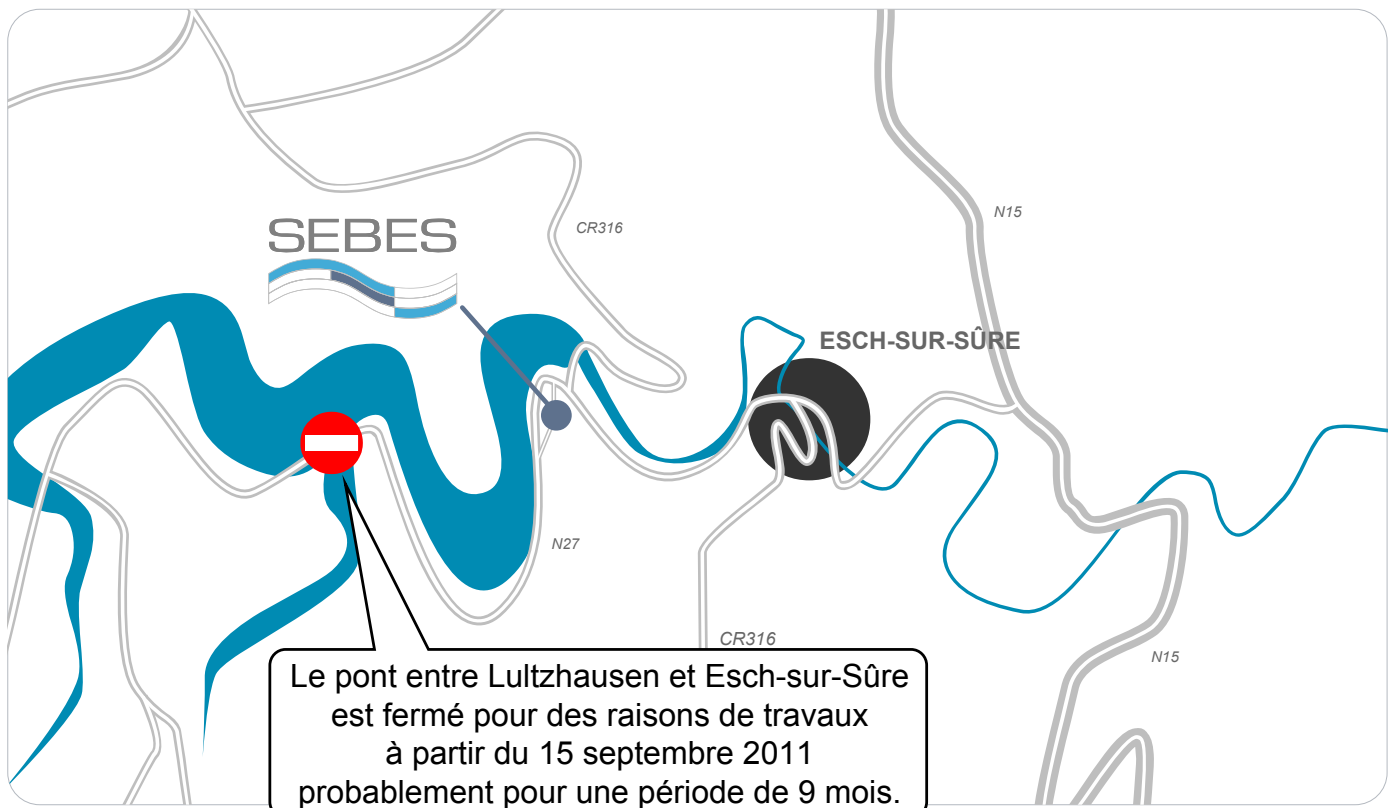 N15
CR316
SEBES
ESCH-SUR-SÛRE
N27
CR316
N15
Le pont entre Lultzhausen et Esch-sur-Sûre
est fermé pour des raisons de travaux
à partir du 15 septembre 2011
probablement pour une période de 9 mois.